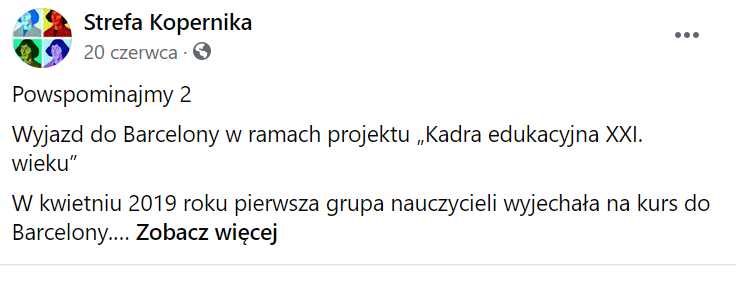 Strefa Kopernika
20 czerwca ·
Powspominajmy 2
Wyjazd do Barcelony w ramach projektu „Kadra edukacyjna XXI.
wieku”
W kwietniu 2019 roku pierwsza grupa nauczycieli wyjechała na kurs do
Barcelony.... Zobacz więcej